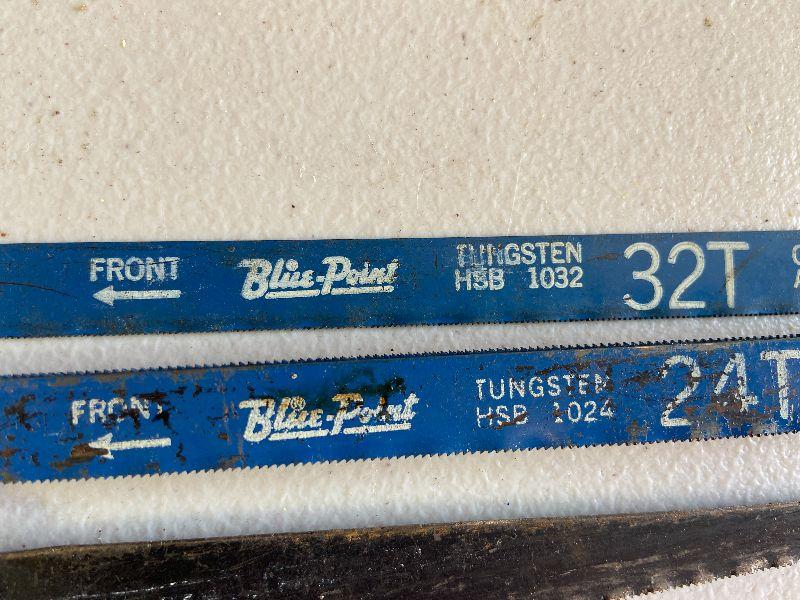 FRONT Blue-Point TUNGSTEN 32T
HSB 1032
FRONT Blue-Point TUNGSTEN 24T
HSB 1024